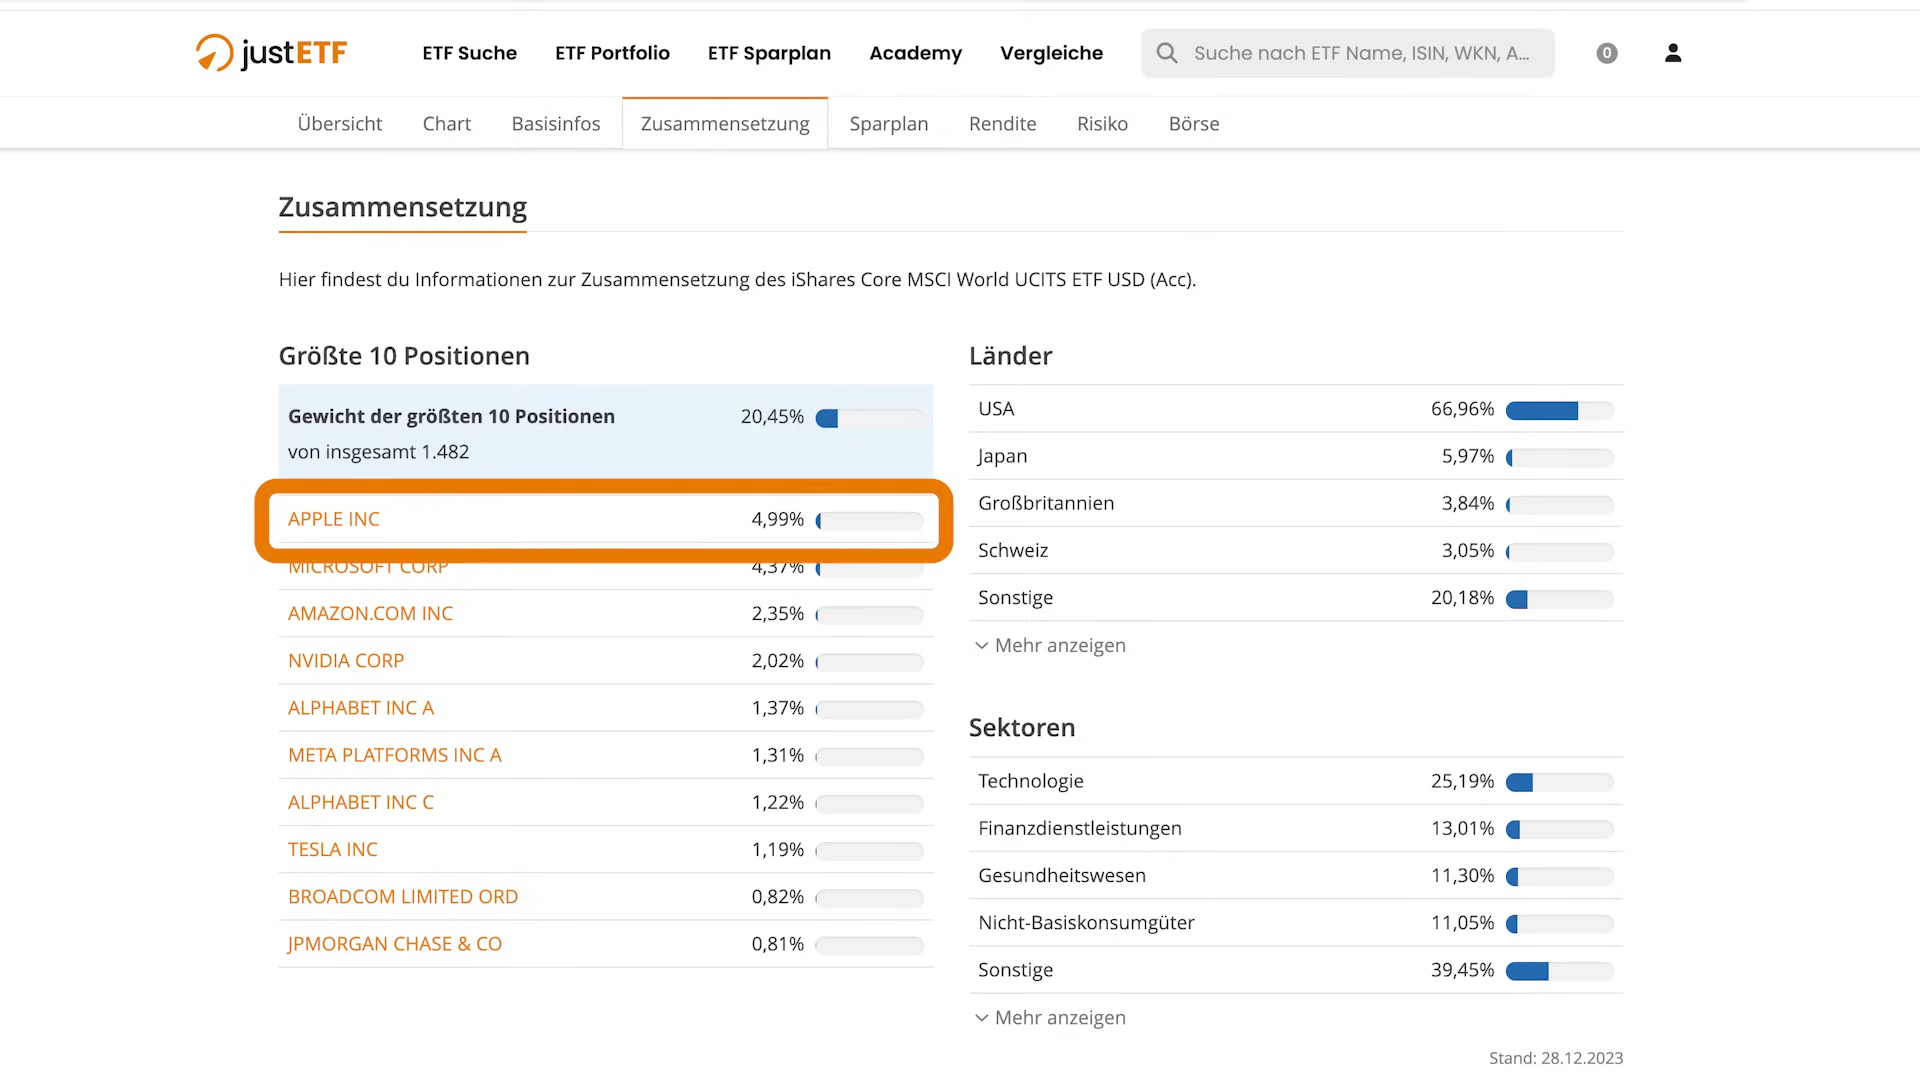 justETF
ETF Suche
ETF Portfolio
ETF Sparplan
Academy
Vergleiche
Suche nach ETF Name, ISIN, WKN, A...
0
Übersicht
Chart
Basisinfos
Zusammensetzung
Sparplan
Rendite
Risiko
Börse
Zusammensetzung
Hier findest du Informationen zur Zusammensetzung des iShares Core MSCI World UCITS ETF USD (Acc).
Größte 10 Positionen
Gewicht der größten 10 Positionen 20,45%
von insgesamt 1.482
APPLE INC 4,99%
MICROSOFT CORP 4,37%
AMAZON.COM INC 2,35%
NVIDIA CORP 2,02%
ALPHABET INC A 1,37%
META PLATFORMS INC A 1,31%
ALPHABET INC C 1,22%
TESLA INC 1,19%
BROADCOM LIMITED ORD 0,82%
JPMORGAN CHASE & CO 0,81%
Länder
USA 66,96%
Japan 5,97%
Großbritannien 3,84%
Schweiz 3,05%
Sonstige 20,18%
Mehr anzeigen
Sektoren
Technologie 25,19%
Finanzdienstleistungen 13,01%
Gesundheitswesen 11,30%
Nicht-Basiskonsumgüter 11,05%
Sonstige 39,45%
Mehr anzeigen
Stand: 28.12.2023